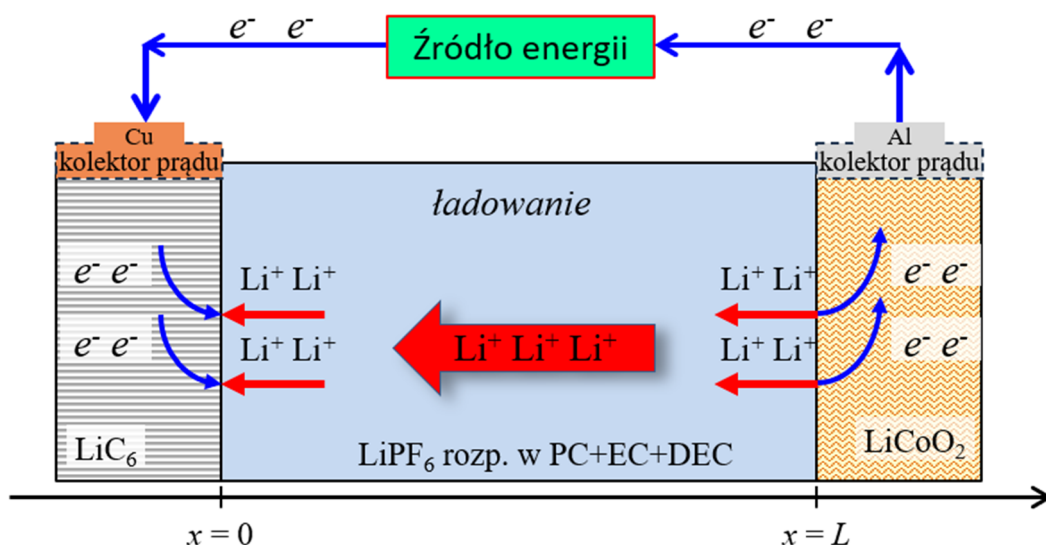 e⁻ e⁻
Źródło energii
e⁻ e⁻
Cu
kolektor prądu
Al
kolektor prądu
ładowanie
e⁻ e⁻
Li⁺ Li⁺
Li⁺ Li⁺
e⁻ e⁻
e⁻ e⁻
Li⁺ Li⁺
Li⁺ Li⁺ Li⁺
Li⁺ Li⁺
e⁻ e⁻
LiC₆
LiPF₆ rozp. w PC+EC+DEC
LiCoO₂
x = 0
x = L